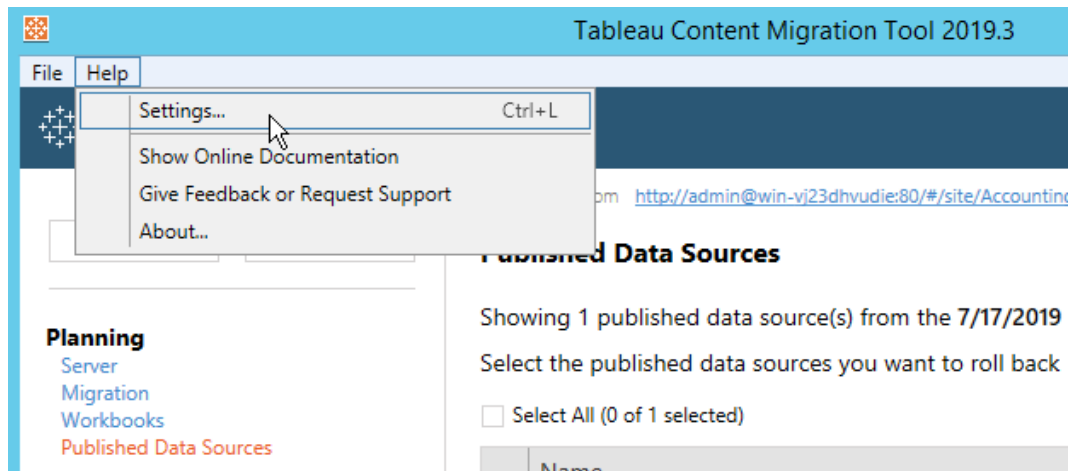 Tableau Content Migration Tool 2019.3
File Help
Settings... Ctrl+L
Show Online Documentation
Give Feedback or Request Support
About...
http://admin@win-vj23dhvudie:80/#/site/Accounting
Published Data Sources
Showing 1 published data source(s) from the 7/17/2019
Select the published data sources you want to roll back
Select All (0 of 1 selected)
Name
Planning
Server
Migration
Workbooks
Published Data Sources